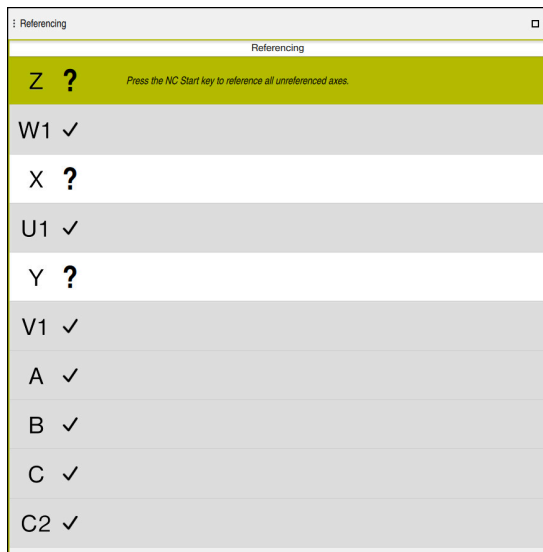 Referencing
Referencing
Z ? Press the NC Start key to reference all unreferenced axes.
W1 ✓
X ?
U1 ✓
Y ?
V1 ✓
A ✓
B ✓
C ✓
C2 ✓